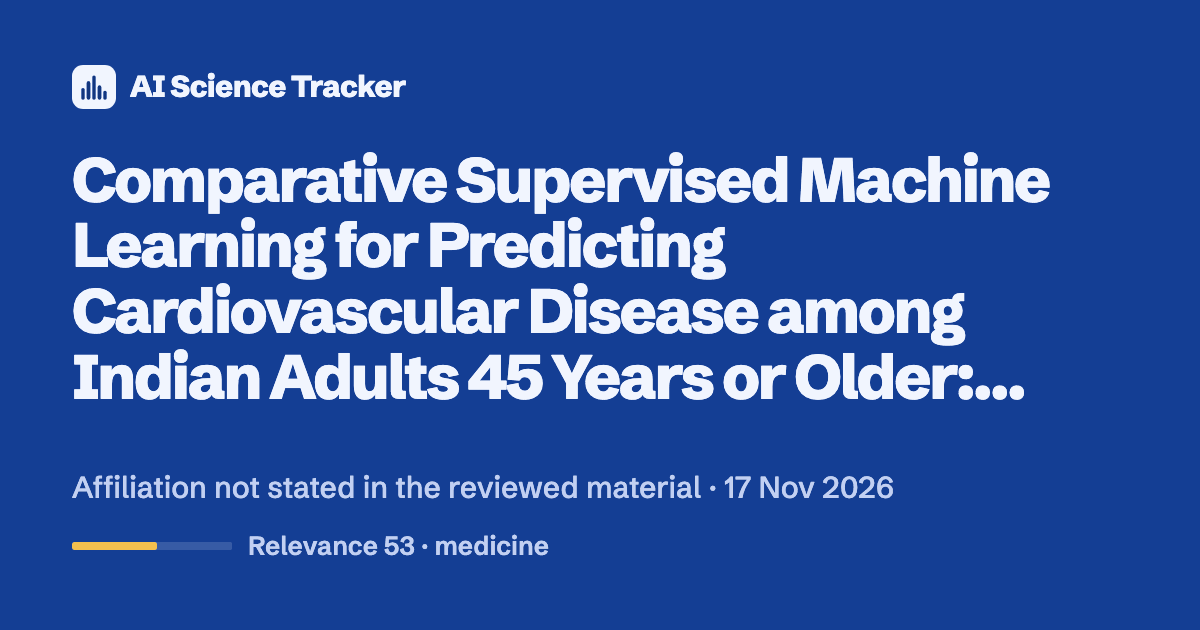 AI Science Tracker
Comparative Supervised Machine
Learning for Predicting
Cardiovascular Disease among
Indian Adults 45 Years or Older:...
Affiliation not stated in the reviewed material · 17 Nov 2026
Relevance 53 · medicine